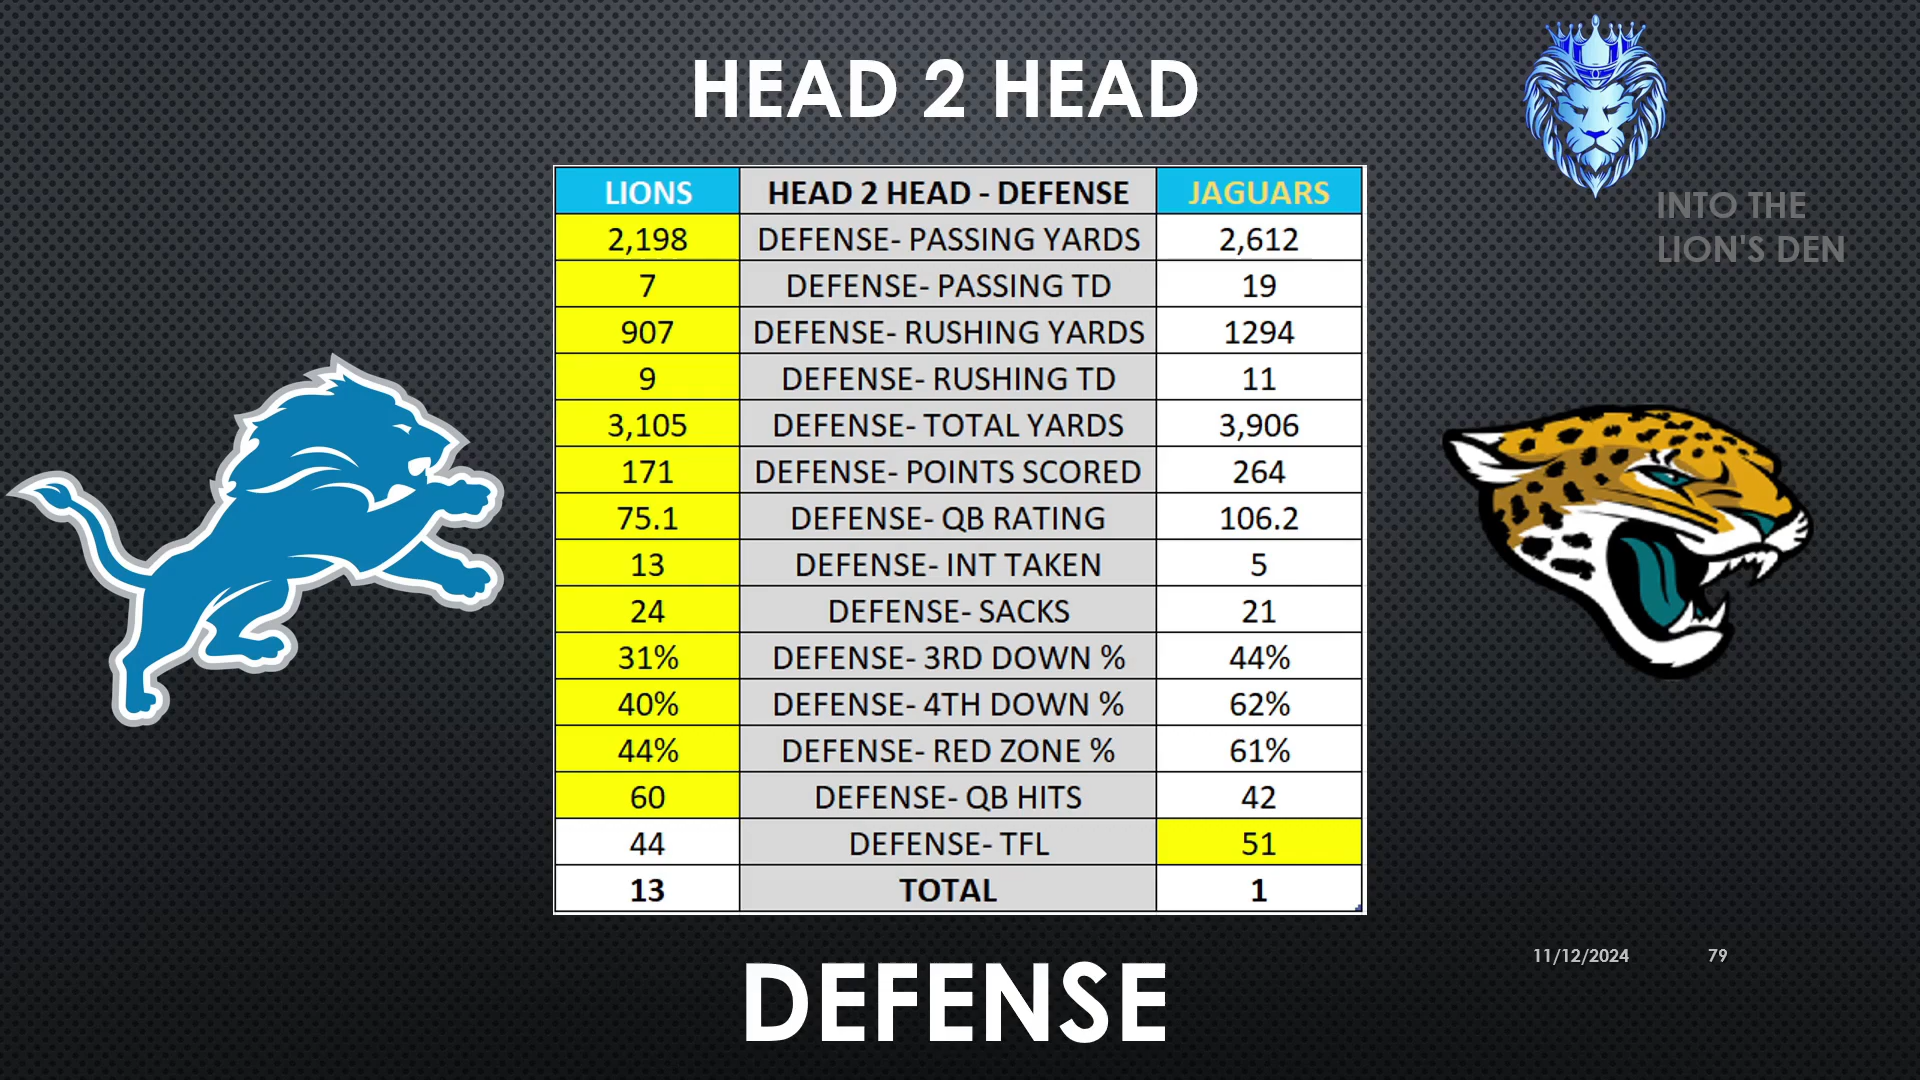 HEAD 2 HEAD
INTO THE
LION'S DEN
LIONS HEAD 2 HEAD - DEFENSE JAGUARS
2,198 DEFENSE- PASSING YARDS 2,612
7 DEFENSE- PASSING TD 19
907 DEFENSE- RUSHING YARDS 1294
9 DEFENSE- RUSHING TD 11
3,105 DEFENSE- TOTAL YARDS 3,906
171 DEFENSE- POINTS SCORED 264
75.1 DEFENSE- QB RATING 106.2
13 DEFENSE- INT TAKEN 5
24 DEFENSE- SACKS 21
31% DEFENSE- 3RD DOWN % 44%
40% DEFENSE- 4TH DOWN % 62%
44% DEFENSE- RED ZONE % 61%
60 DEFENSE- QB HITS 42
44 DEFENSE- TFL 51
13 TOTAL 1
11/12/2024 79
DEFENSE